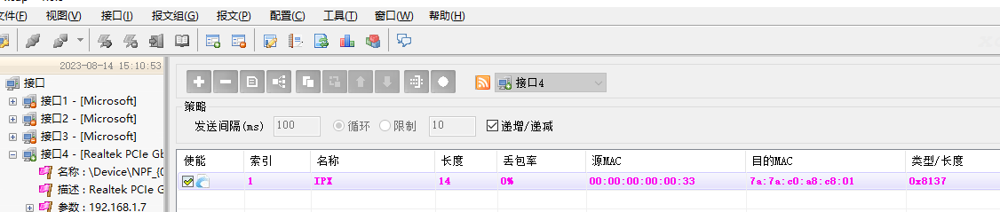 文件(F) 视图(V) 接口(I) 报文组(G) 报文(P) 配置(C) 工具(T) 窗口(W) 帮助(H)
2023-08-14 15:10:53
接口
接口1 - [Microsoft]
接口2 - [Microsoft]
接口3 - [Microsoft]
接口4 - [Realtek PCIe Gb
名称 : \Device\NPF_{0
描述 : Realtek PCIe G
参数 : 192.168.1.7
接口4
策略
发送间隔(ms) 100 循环 限制 10 递增/递减
使能 索引 名称 长度 丢包率 源MAC 目的MAC 类型/长度
1 IPX 14 0% 00:00:00:00:00:33 7a:7a:c0:a8:c8:01 0x8137